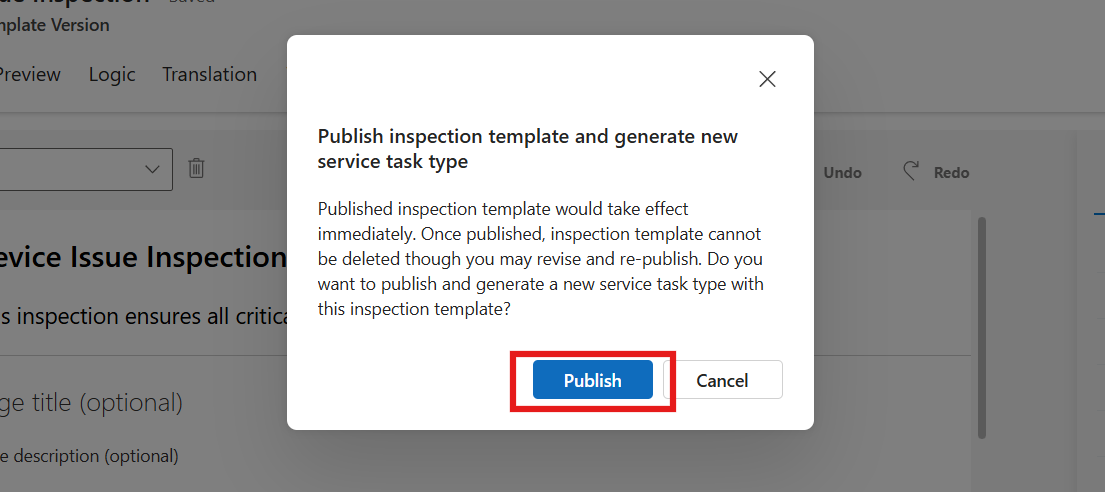 Saved
Template Version
Preview Logic Translation
Publish inspection template and generate new
service task type
Undo Redo
Published inspection template would take effect
immediately. Once published, inspection template cannot
be deleted though you may revise and re-publish. Do you
want to publish and generate a new service task type with
this inspection template?
evice Issue Inspection
s inspection ensures all critica
Publish Cancel
ge title (optional)
e description (optional)